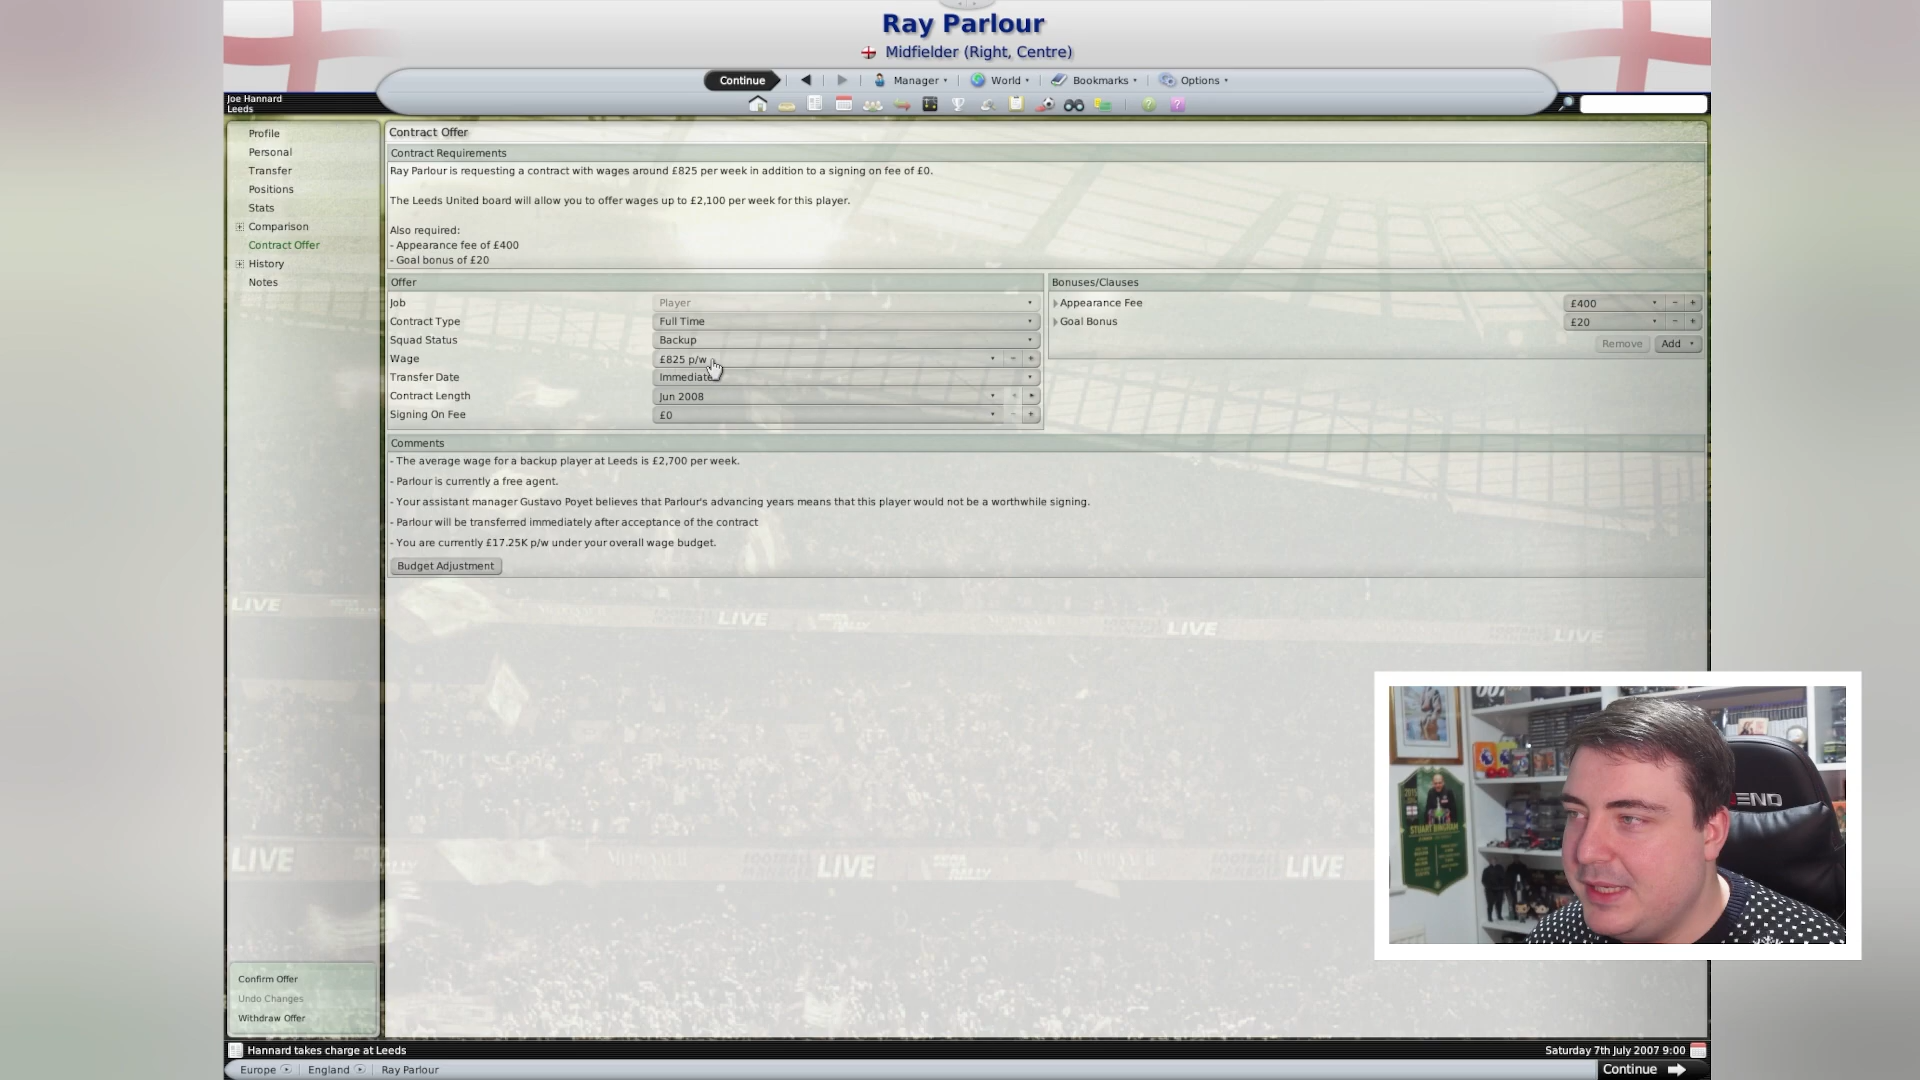 Ray Parlour
Midfielder (Right, Centre)
Continue
Manager
World
Bookmarks
Options
Joe Hannard
Leeds
Profile
Personal
Transfer
Positions
Stats
Comparison
Contract Offer
History
Notes
Contract Offer
Contract Requirements
Ray Parlour is requesting a contract with wages around £825 per week in addition to a signing on fee of £0.
The Leeds United board will allow you to offer wages up to £2,100 per week for this player.
Also required:
- Appearance fee of £400
- Goal bonus of £20
Offer
Job Player
Contract Type Full Time
Squad Status Backup
Wage £825 p/w
Transfer Date Immediate
Contract Length Jun 2008
Signing On Fee £0
Bonuses/Clauses
Appearance Fee £400
Goal Bonus £20
Remove Add
Comments
- The average wage for a backup player at Leeds is £2,700 per week.
- Parlour is currently a free agent.
- Your assistant manager Gustavo Poyet believes that Parlour's advancing years means that this player would not be a worthwhile signing.
- Parlour will be transferred immediately after acceptance of the contract
- You are currently £17.25K p/w under your overall wage budget.
Budget Adjustment
LIVE LIVE LIVE LIVE
LIVE LIVE LIVE
STUART BINGHAM
END
Confirm Offer
Undo Changes
Withdraw Offer
Hannard takes charge at Leeds
Saturday 7th July 2007 9:00
Europe England Ray Parlour
Continue